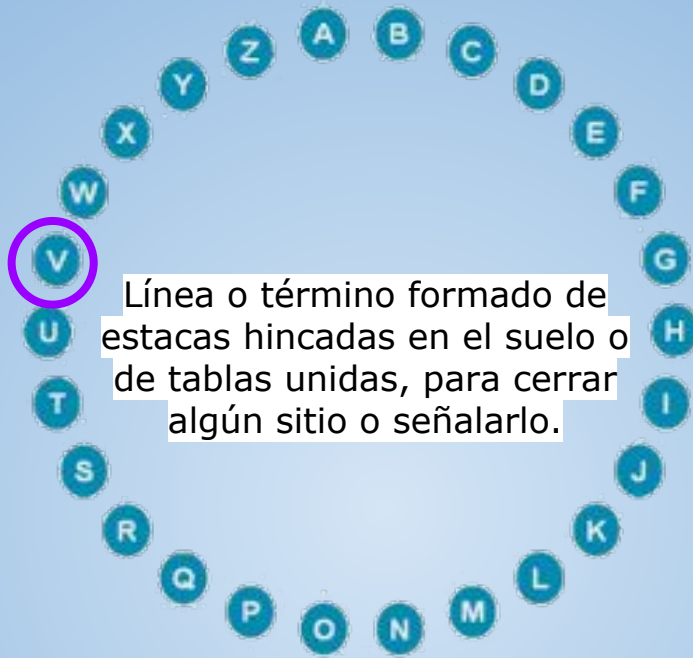 A
B
C
D
E
F
G
H
I
J
K
L
M
N
O
P
Q
R
S
T
U
V
W
X
Y
Z
Línea o término formado de
estacas hincadas en el suelo o
de tablas unidas, para cerrar
algún sitio o señalarlo.